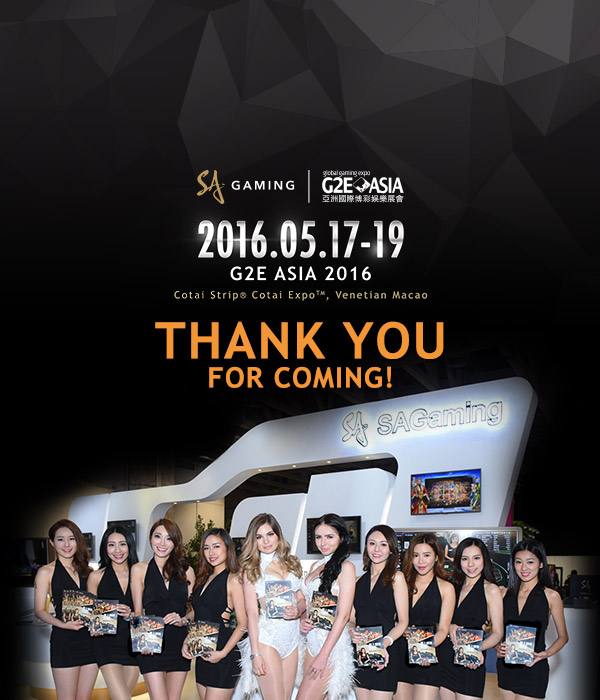 SA GAMING
global gaming expo
G2E ASIA
亞洲國際博彩娛樂展會
2016.05.17-19
G2E ASIA 2016
Cotai Strip® Cotai Expo™, Venetian Macao
THANK YOU
FOR COMING!
SA SAGaming